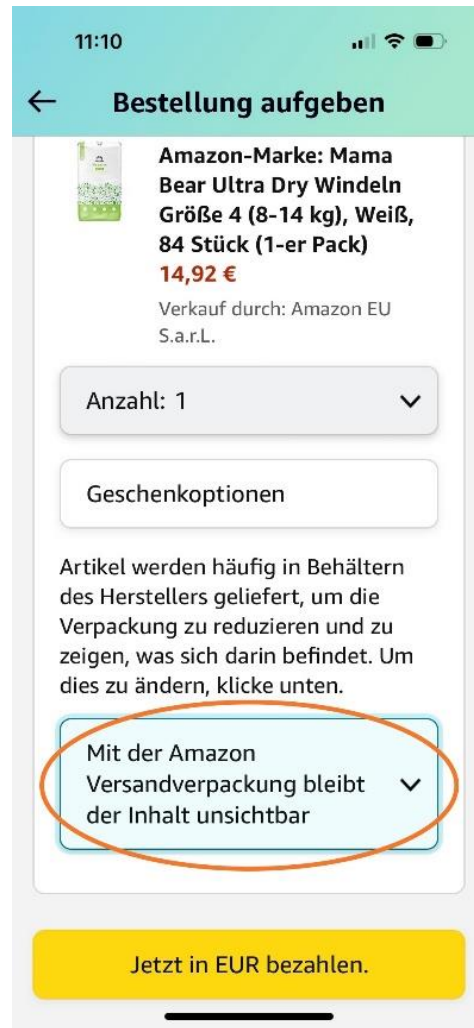 11:10
Bestellung aufgeben
Amazon-Marke: Mama
Bear Ultra Dry Windeln
Größe 4 (8-14 kg), Weiß,
84 Stück (1-er Pack)
14,92 €
Verkauf durch: Amazon EU
S.a.r.L.
Anzahl: 1
Geschenkoptionen
Artikel werden häufig in Behältern
des Herstellers geliefert, um die
Verpackung zu reduzieren und zu
zeigen, was sich darin befindet. Um
dies zu ändern, klicke unten.
Mit der Amazon
Versandverpackung bleibt
der Inhalt unsichtbar
Jetzt in EUR bezahlen.